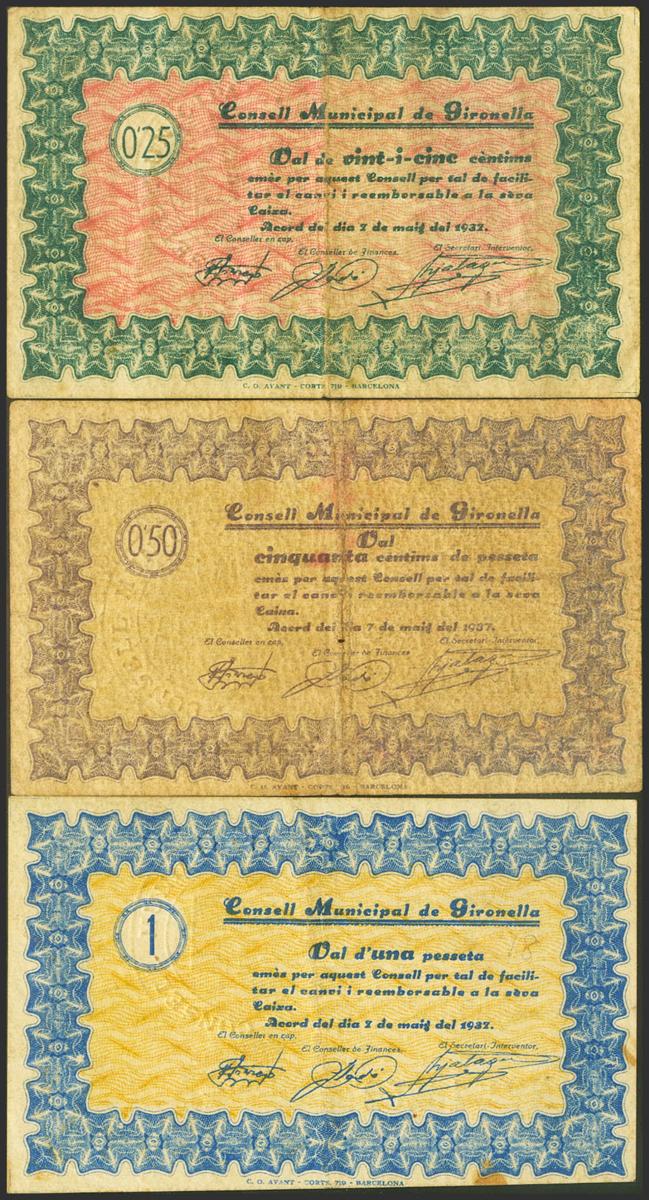 Consell Municipal de Gironella
0'25
Val de vint-i-cinc cèntims
emès per aquest Consell per tal de facili-
tar el canvi i reemborsable a la sèva
Caixa.
Acord del dia 7 de maig del 1937.
El Conseller en cap,
El Conseller de Finances,
El Secretari-Interventor,
C. O. AVANT - CORTS, 719 - BARCELONA
Consell Municipal de Gironella
0'50
Val
cinquanta cèntims de pesseta
emès per aquest Consell per tal de facili-
tar el canvi i reemborsable a la seva
Caixa.
Acord del dia 7 de maig del 1937.
El Conseller en cap,
El Conseller de Finances
El Secretari-Interventor,
C. O. AVANT - CORTS, - BARCELONA
Consell Municipal de Gironella
1
Val d'una pesseta
emès per aquest Consell per tal de facili-
tar el canvi i reemborsable a la sèva
Caixa.
Acord del dia 7 de maig del 1937.
El Conseller en cap,
El Conseller de Finances,
El Secretari-Interventor,
C. O. AVANT - CORTS, 719 - BARCELONA